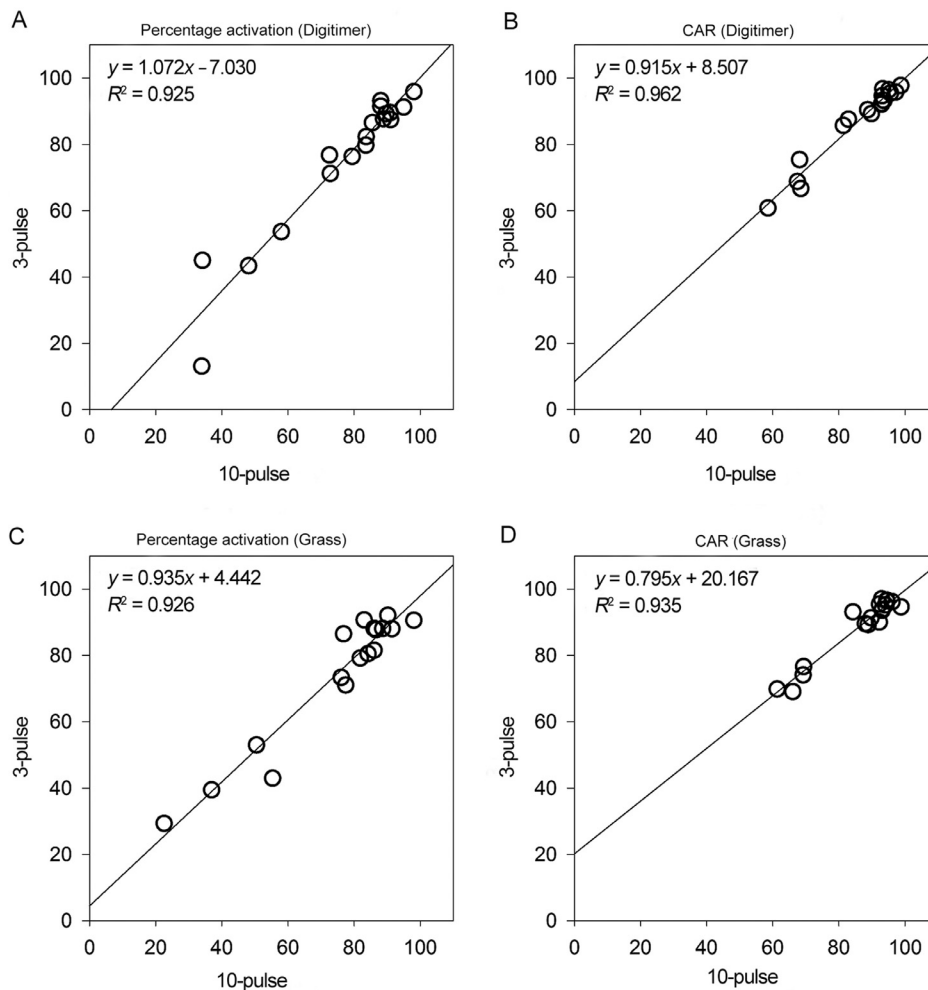 A
Percentage activation (Digitimer)
y = 1.072x – 7.030
R² = 0.925
100
80
60
40
20
0
3-pulse
0 20 40 60 80 100
10-pulse
B
CAR (Digitimer)
y = 0.915x + 8.507
R² = 0.962
100
80
60
40
20
0
3-pulse
0 20 40 60 80 100
10-pulse
C
Percentage activation (Grass)
y = 0.935x + 4.442
R² = 0.926
100
80
60
40
20
0
3-pulse
0 20 40 60 80 100
10-pulse
D
CAR (Grass)
y = 0.795x + 20.167
R² = 0.935
100
80
60
40
20
0
3-pulse
0 20 40 60 80 100
10-pulse